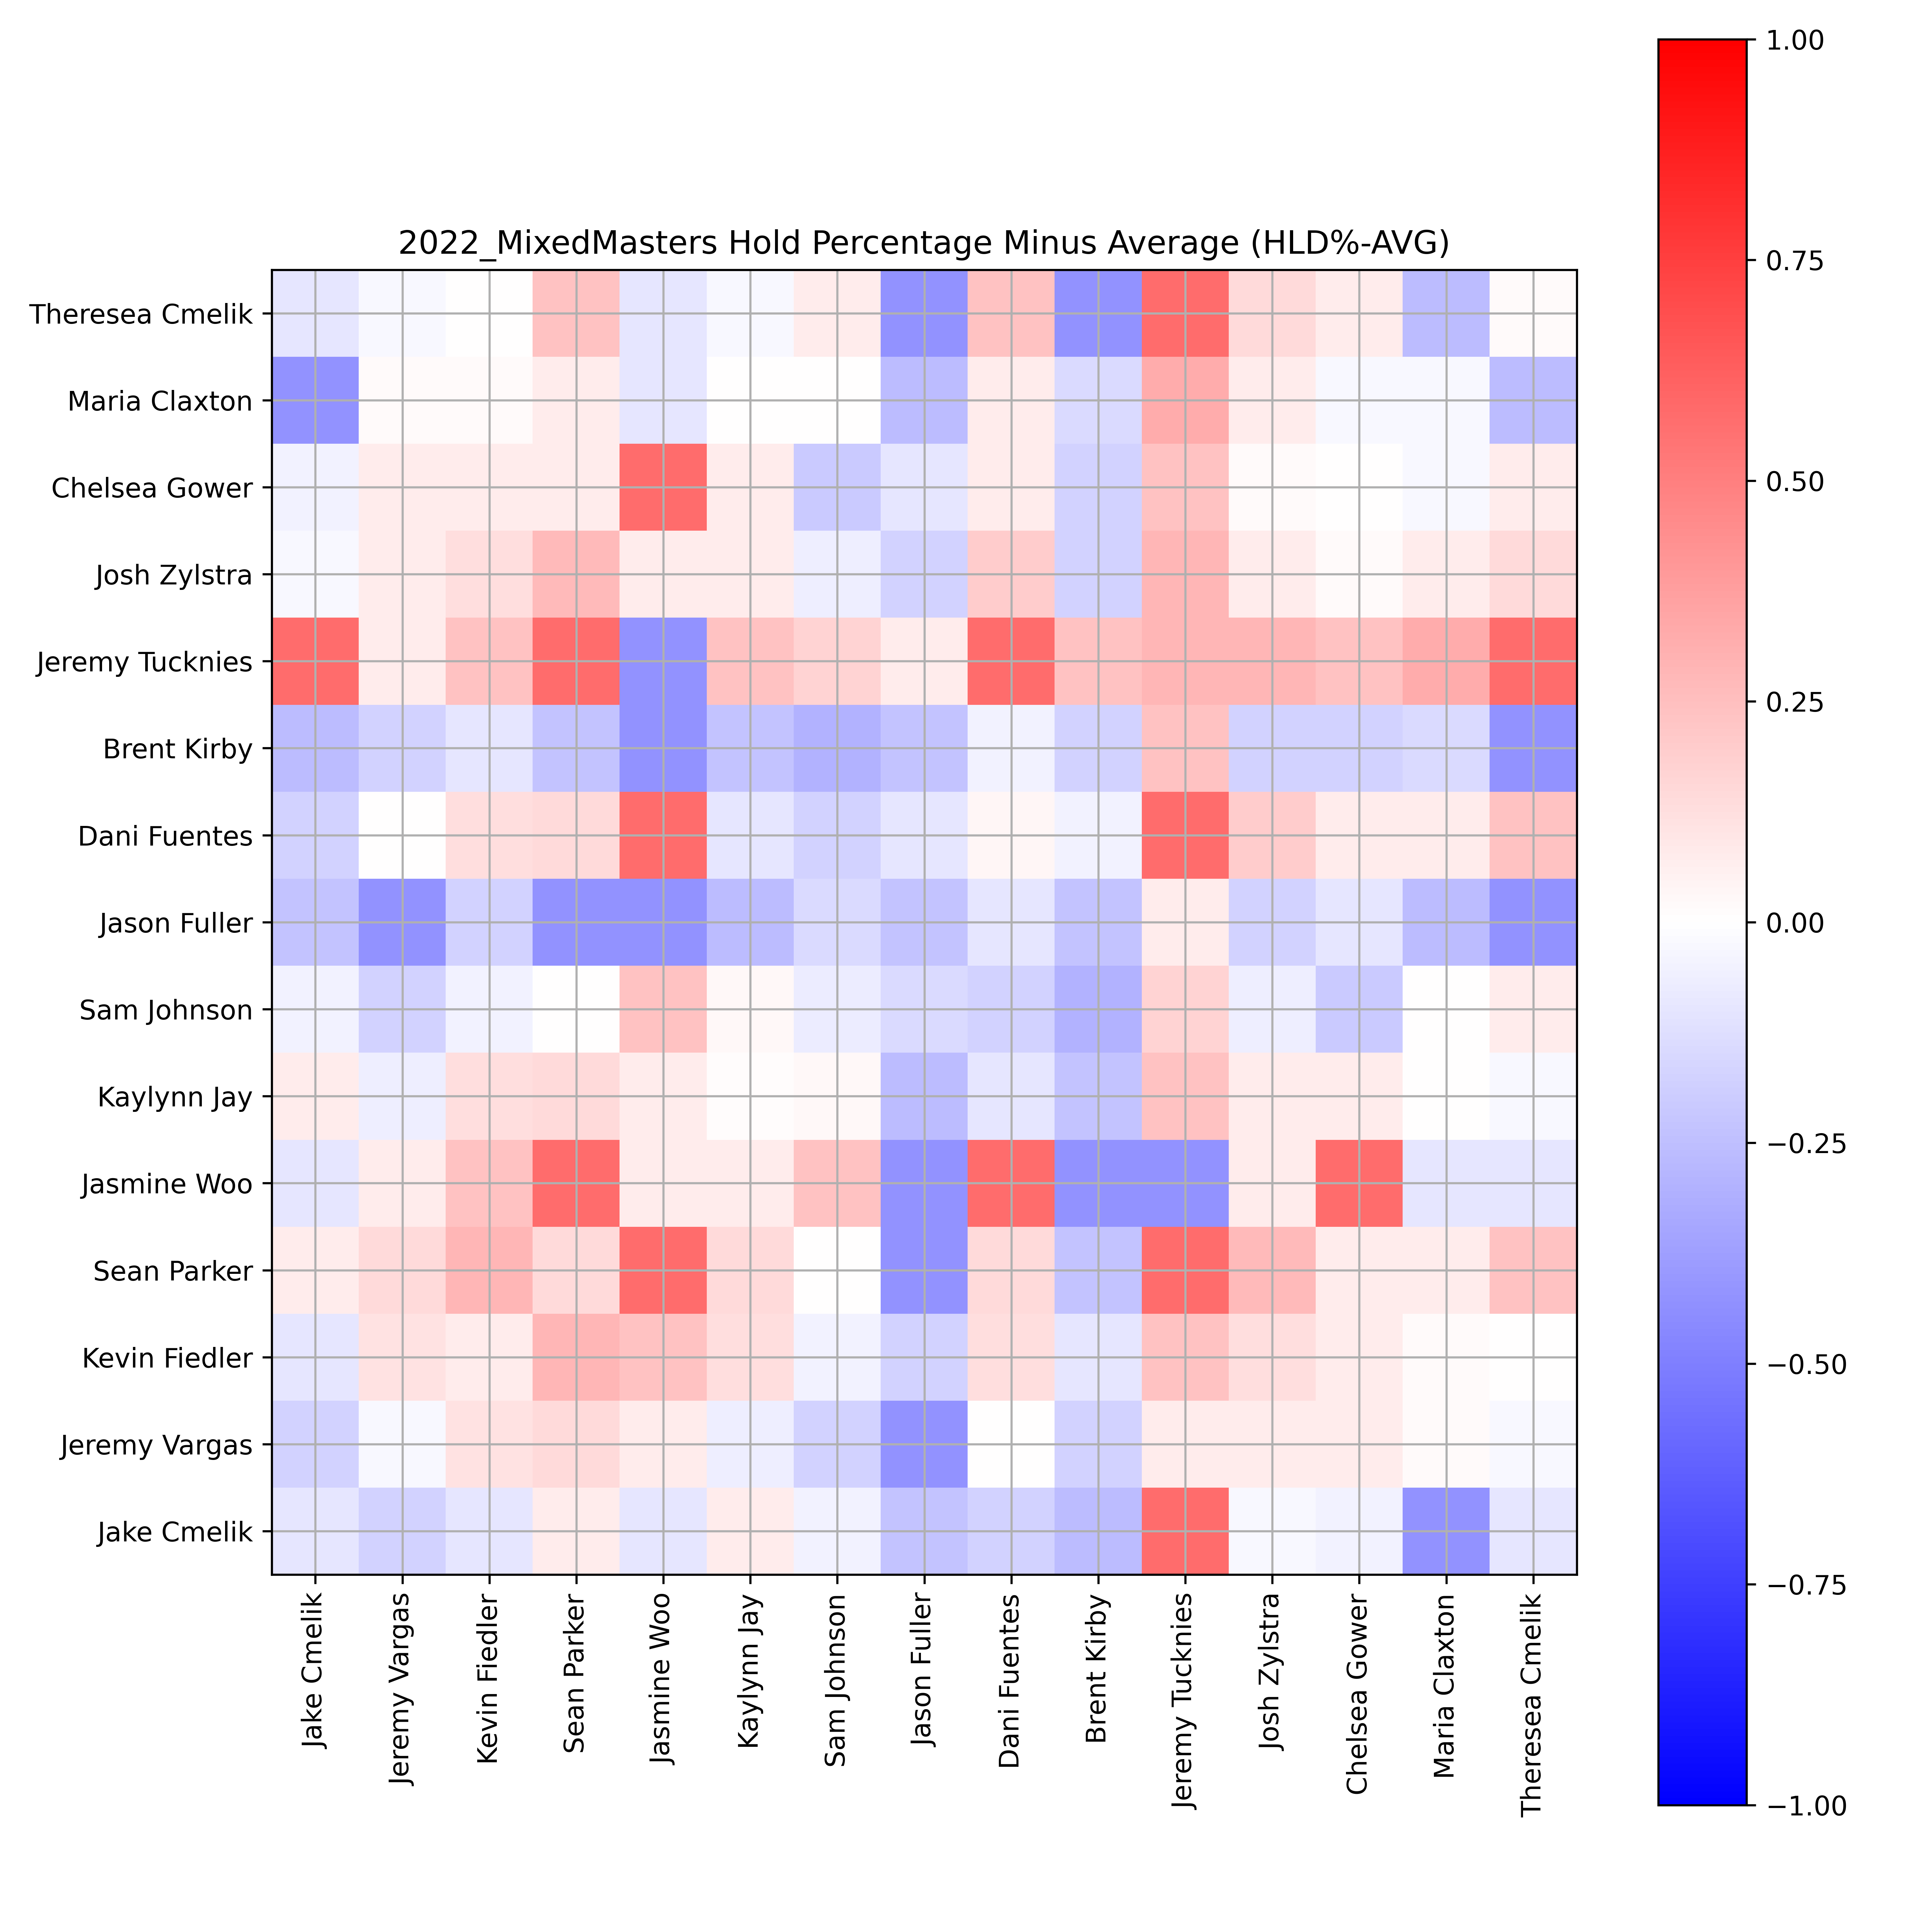 2022_MixedMasters Hold Percentage Minus Average (HLD%-AVG)
Theresea Cmelik
Maria Claxton
Chelsea Gower
Josh Zylstra
Jeremy Tucknies
Brent Kirby
Dani Fuentes
Jason Fuller
Sam Johnson
Kaylynn Jay
Jasmine Woo
Sean Parker
Kevin Fiedler
Jeremy Vargas
Jake Cmelik
Jake Cmelik
Jeremy Vargas
Kevin Fiedler
Sean Parker
Jasmine Woo
Kaylynn Jay
Sam Johnson
Jason Fuller
Dani Fuentes
Brent Kirby
Jeremy Tucknies
Josh Zylstra
Chelsea Gower
Maria Claxton
Theresea Cmelik
1.00
0.75
0.50
0.25
0.00
−0.25
−0.50
−0.75
−1.00